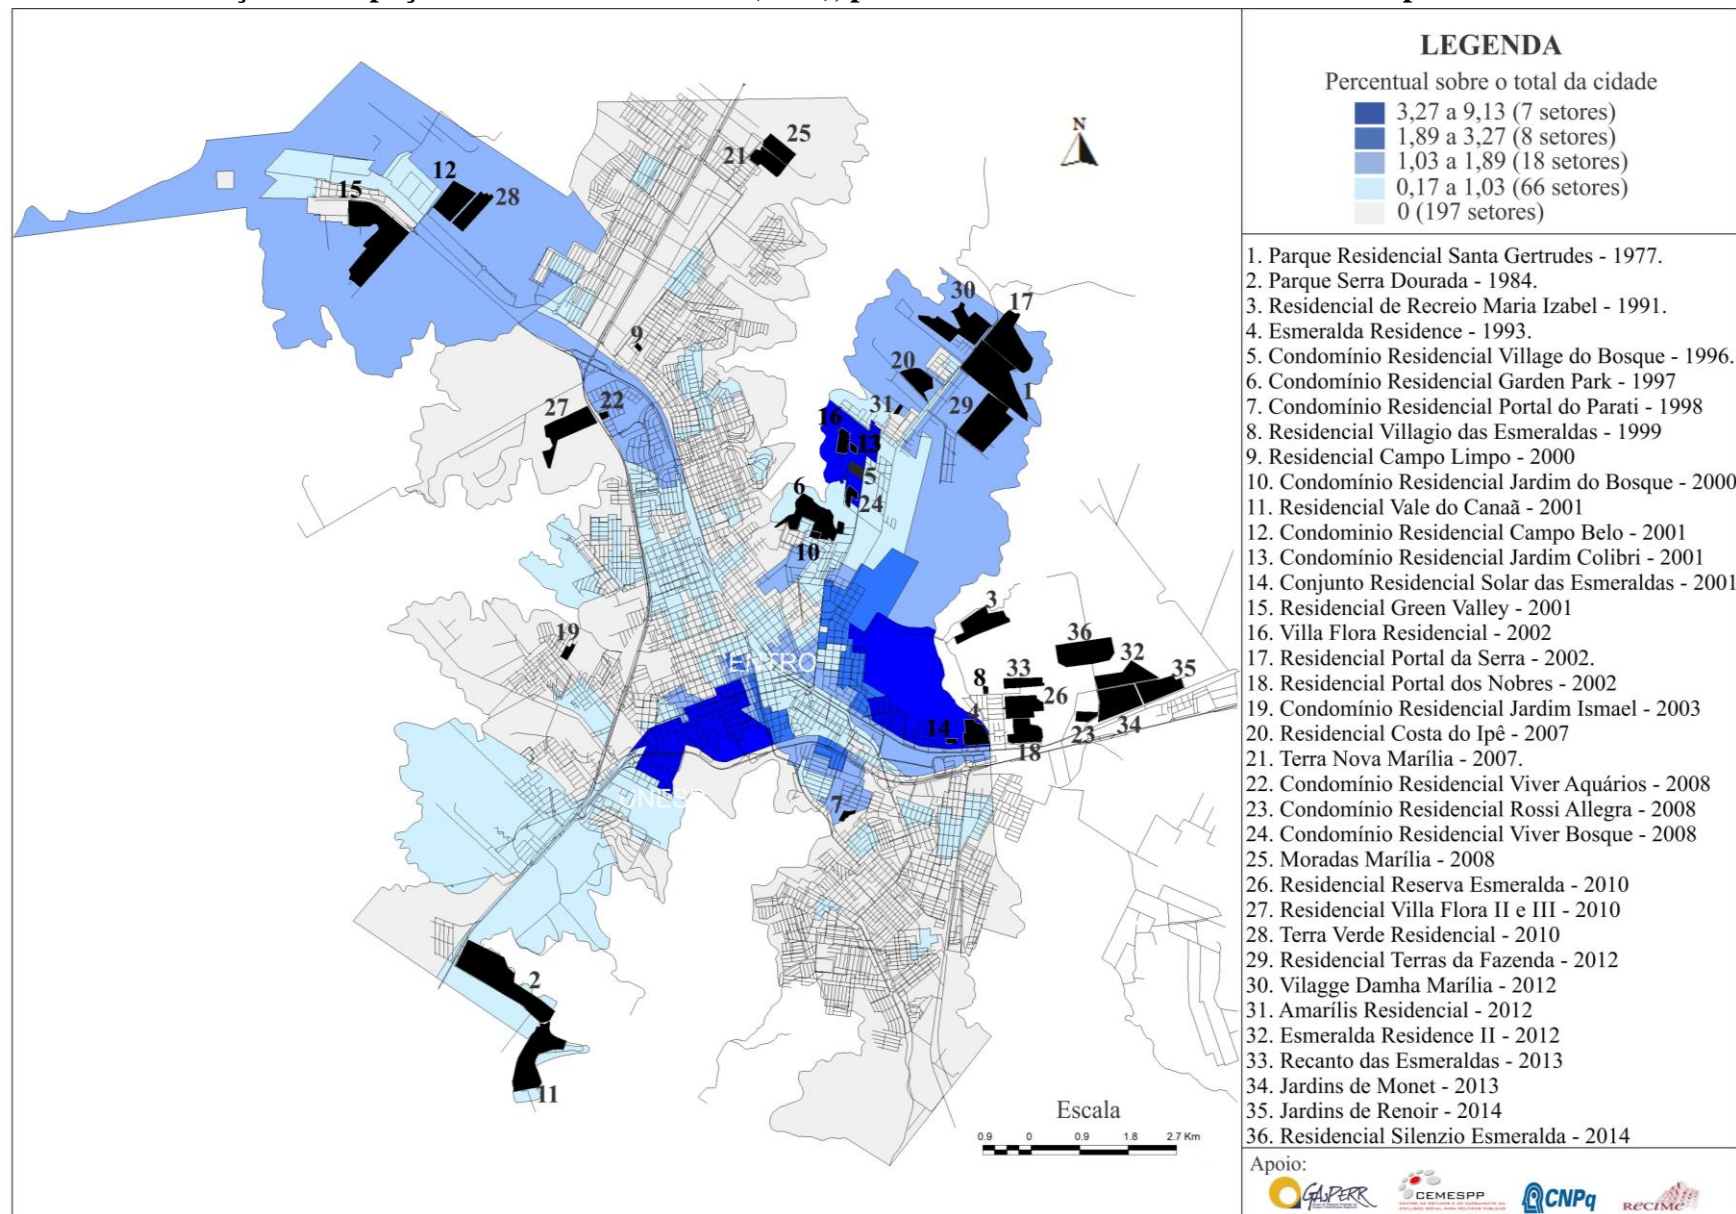 LEGENDA
Percentual sobre o total da cidade
3,27 a 9,13 (7 setores)
1,89 a 3,27 (8 setores)
1,03 a 1,89 (18 setores)
0,17 a 1,03 (66 setores)
0 (197 setores)
1. Parque Residencial Santa Gertrudes - 1977.
2. Parque Serra Dourada - 1984.
3. Residencial de Recreio Maria Izabel - 1991.
4. Esmeralda Residence - 1993.
5. Condomínio Residencial Village do Bosque - 1996.
6. Condomínio Residencial Garden Park - 1997
7. Condomínio Residencial Portal do Parati - 1998
8. Residencial Villagio das Esmeraldas - 1999
9. Residencial Campo Limpo - 2000
10. Condomínio Residencial Jardim do Bosque - 2000
11. Residencial Vale do Canaã - 2001
12. Condomínio Residencial Campo Belo - 2001
13. Condomínio Residencial Jardim Colibri - 2001
14. Conjunto Residencial Solar das Esmeraldas - 2001
15. Residencial Green Valley - 2001
16. Villa Flora Residencial - 2002
17. Residencial Portal da Serra - 2002.
18. Residencial Portal dos Nobres - 2002
19. Condomínio Residencial Jardim Ismael - 2003
20. Residencial Costa do Ipê - 2007
21. Terra Nova Marília - 2007.
22. Condomínio Residencial Viver Aquários - 2008
23. Condomínio Residencial Rossi Allegra - 2008
24. Condomínio Residencial Viver Bosque - 2008
25. Moradas Marília - 2008
26. Residencial Reserva Esmeralda - 2010
27. Residencial Villa Flora II e III - 2010
28. Terra Verde Residencial - 2010
29. Residencial Terras da Fazenda - 2012
30. Vilagge Damha Marília - 2012
31. Amarílis Residencial - 2012
32. Esmeralda Residence II - 2012
33. Recanto das Esmeraldas - 2013
34. Jardins de Monet - 2013
35. Jardins de Renoir - 2014
36. Residencial Silenzio Esmeralda - 2014
Apoio:
GAsPERR
CEMESPP
CNPq
ReCiMe
N
25
21
12
28
15
30
17
9
20
1
31
29
27
22
16
13
5
6
24
10
3
36
19
32
33
35
8
26
4
14
18
23
34
7
2
11
ENTRO
UNESP
Escala
0.9 0 0.9 1.8 2.7 Km